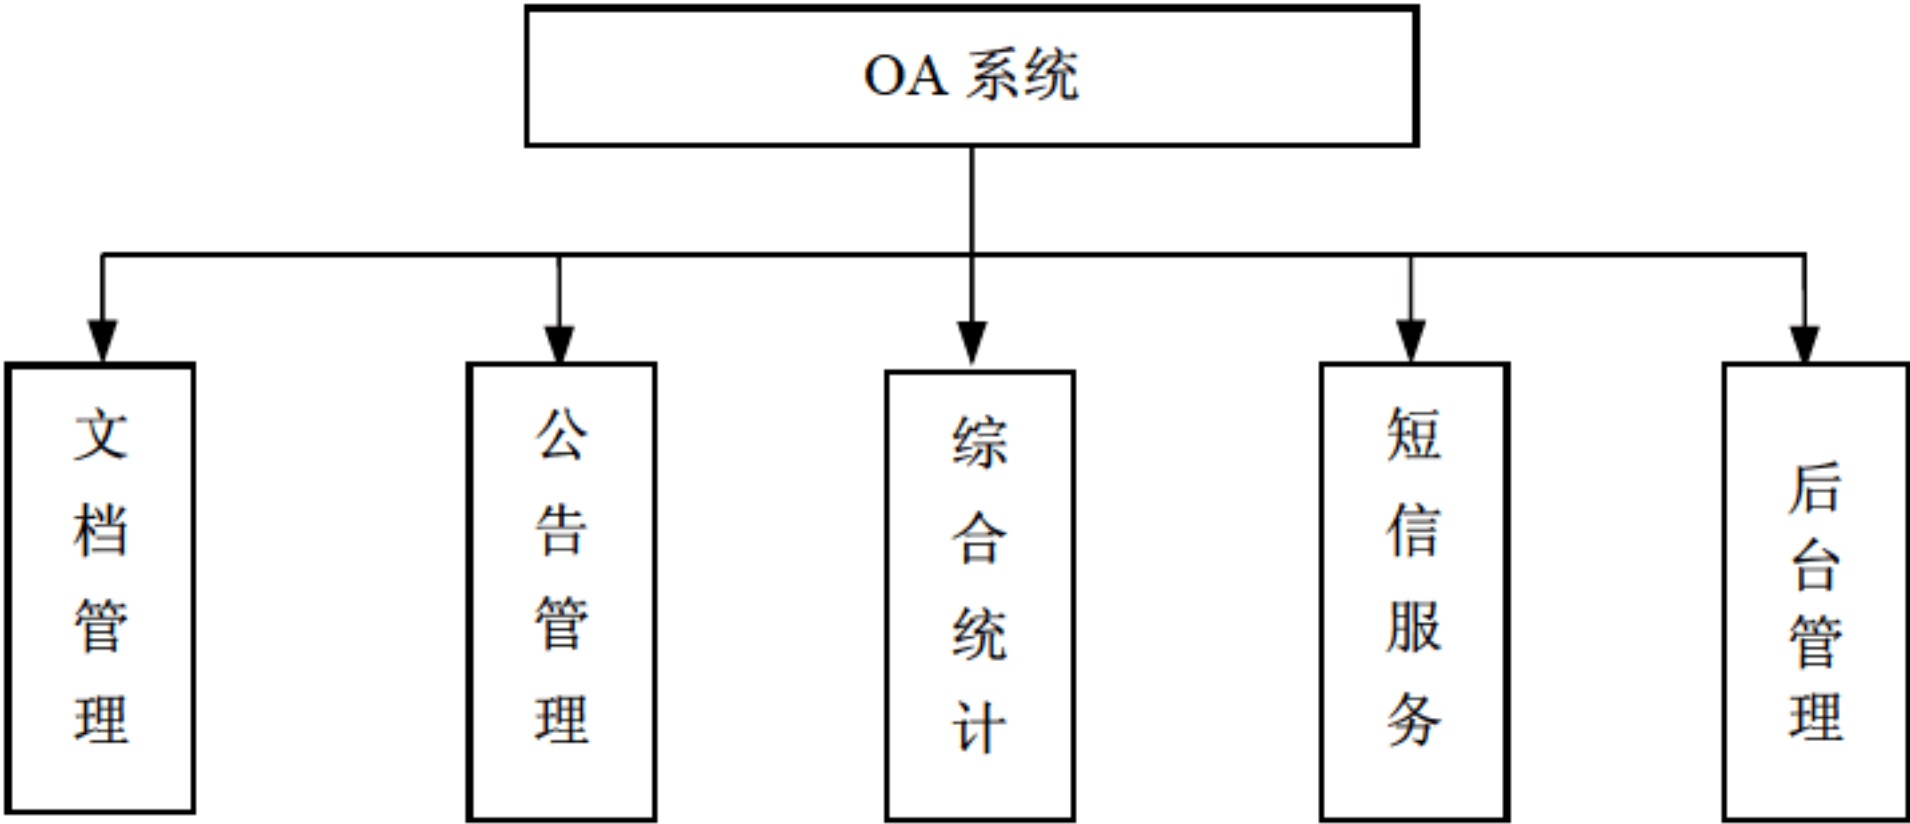 OA 系统
文档管理
公告管理
综合统计
短信服务
后台管理